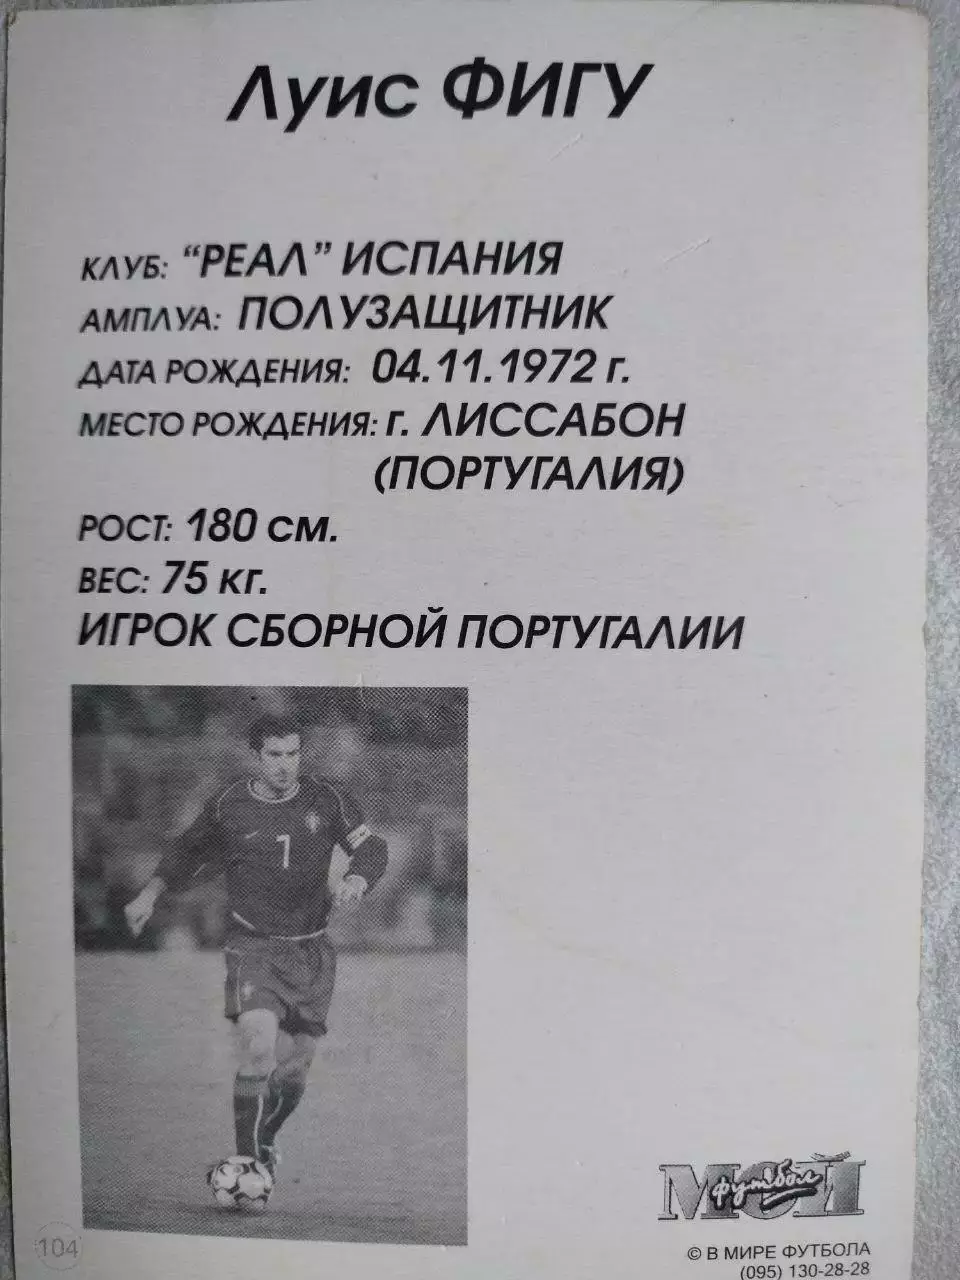 Луис ФИГУ
КЛУБ: "РЕАЛ" ИСПАНИЯ
АМПЛУА: ПОЛУЗАЩИТНИК
ДАТА РОЖДЕНИЯ: 04.11.1972 г.
МЕСТО РОЖДЕНИЯ: г. ЛИССАБОН
(ПОРТУГАЛИЯ)
РОСТ: 180 см.
ВЕС: 75 кг.
ИГРОК СБОРНОЙ ПОРТУГАЛИИ
7
МОЙ
футбол
104
© В МИРЕ ФУТБОЛА
(095) 130-28-28